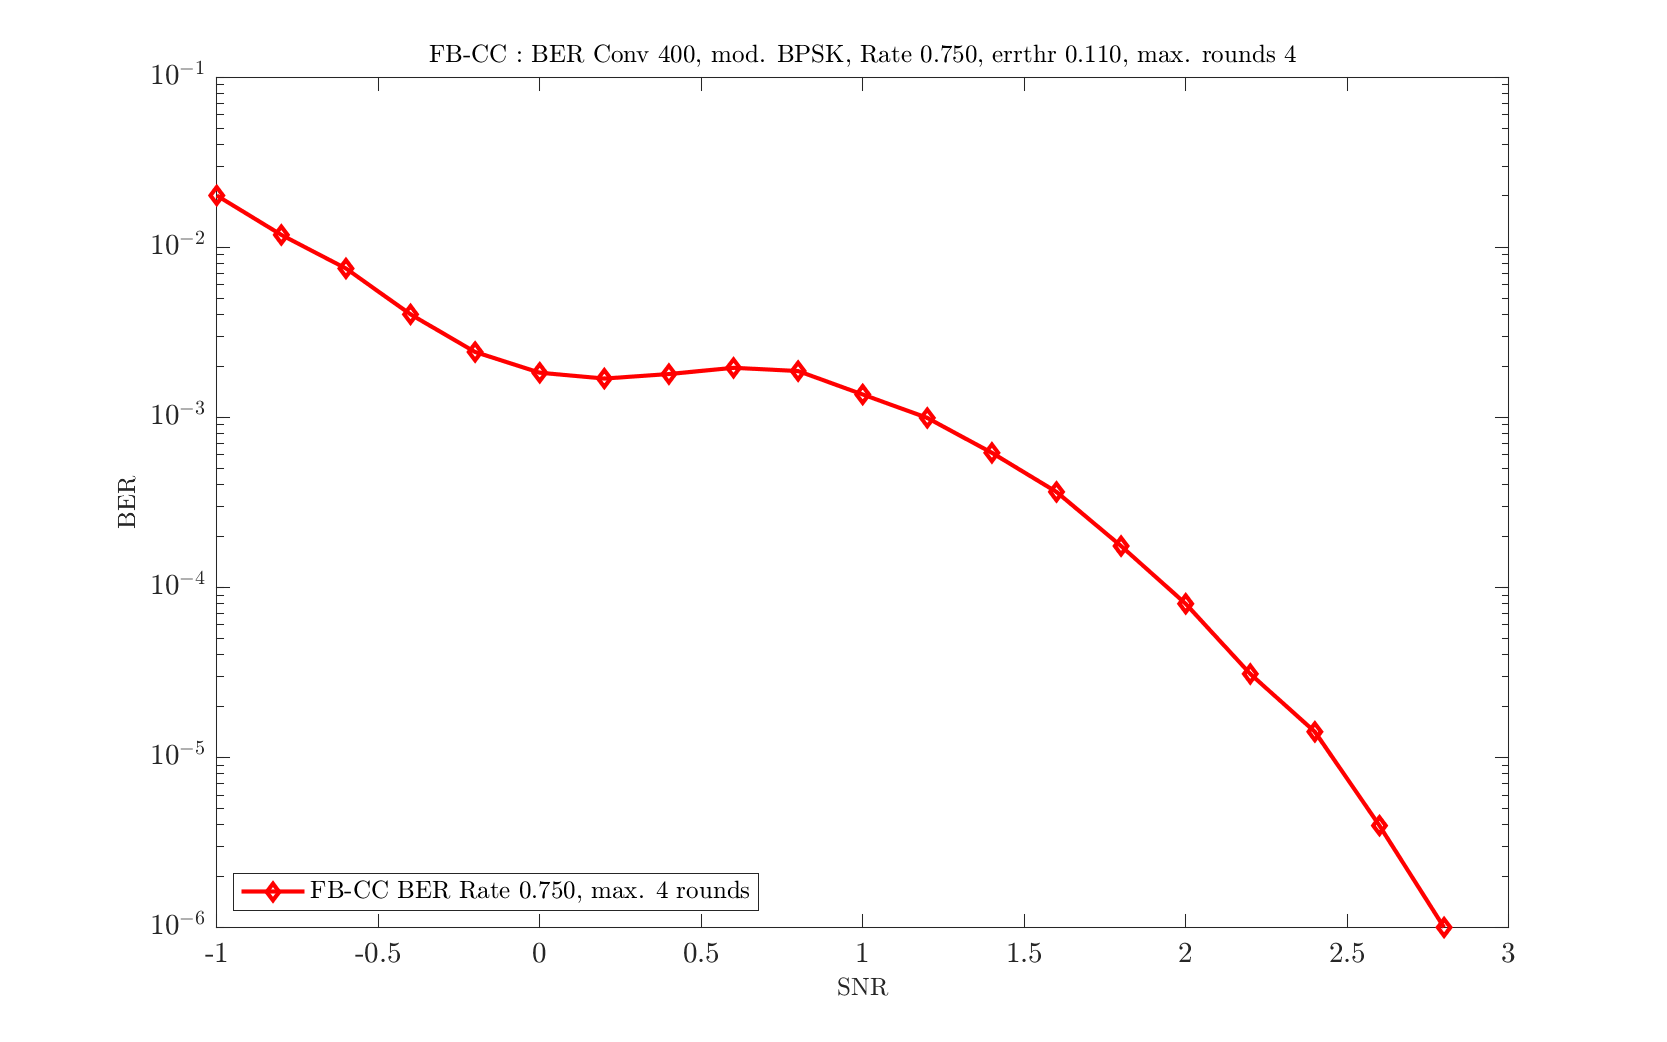 FB-CC : BER Conv 400, mod. BPSK, Rate 0.750, errthr 0.110, max. rounds 4
10⁻¹
10⁻²
10⁻³
10⁻⁴
10⁻⁵
10⁻⁶
BER
FB-CC BER Rate 0.750, max. 4 rounds
-1 -0.5 0 0.5 1 1.5 2 2.5 3
SNR